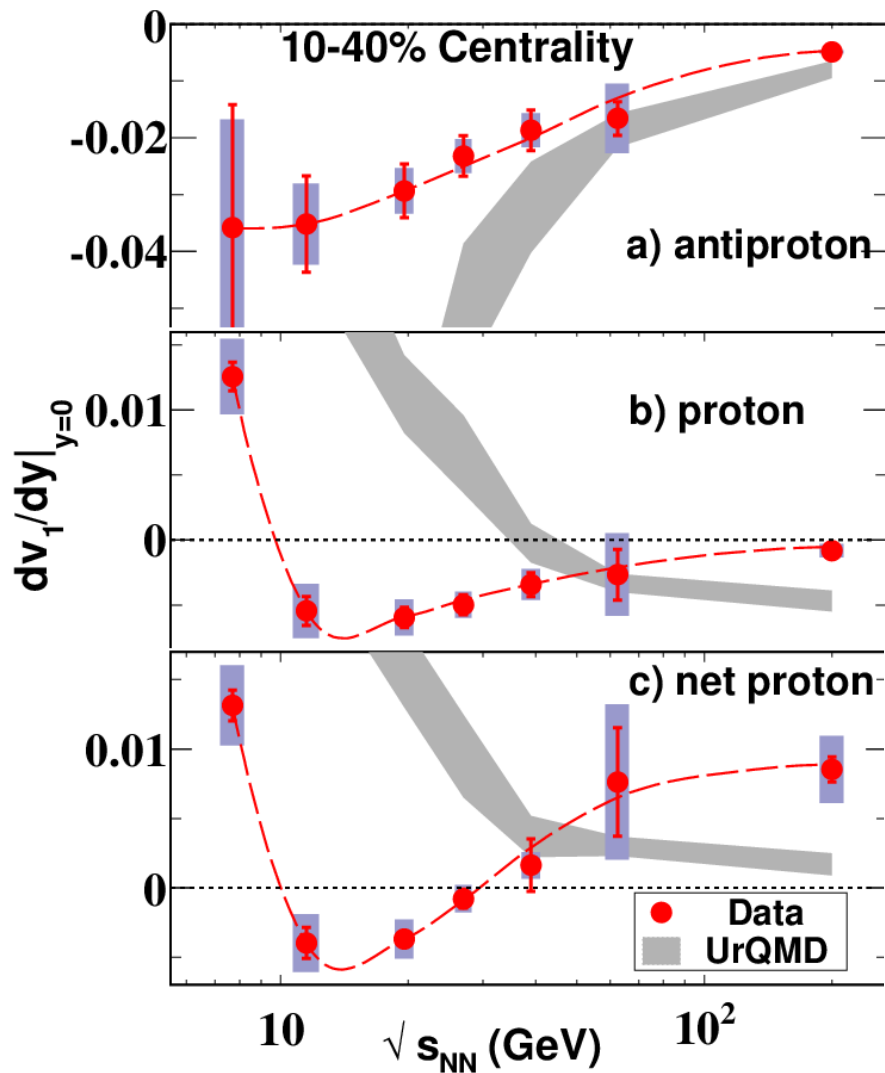 0
10-40% Centrality
-0.02
-0.04
a) antiproton
0.01
b) proton
0
dv₁/dy|y=0
c) net proton
0.01
0
Data
UrQMD
10
10²
√ sNN (GeV)